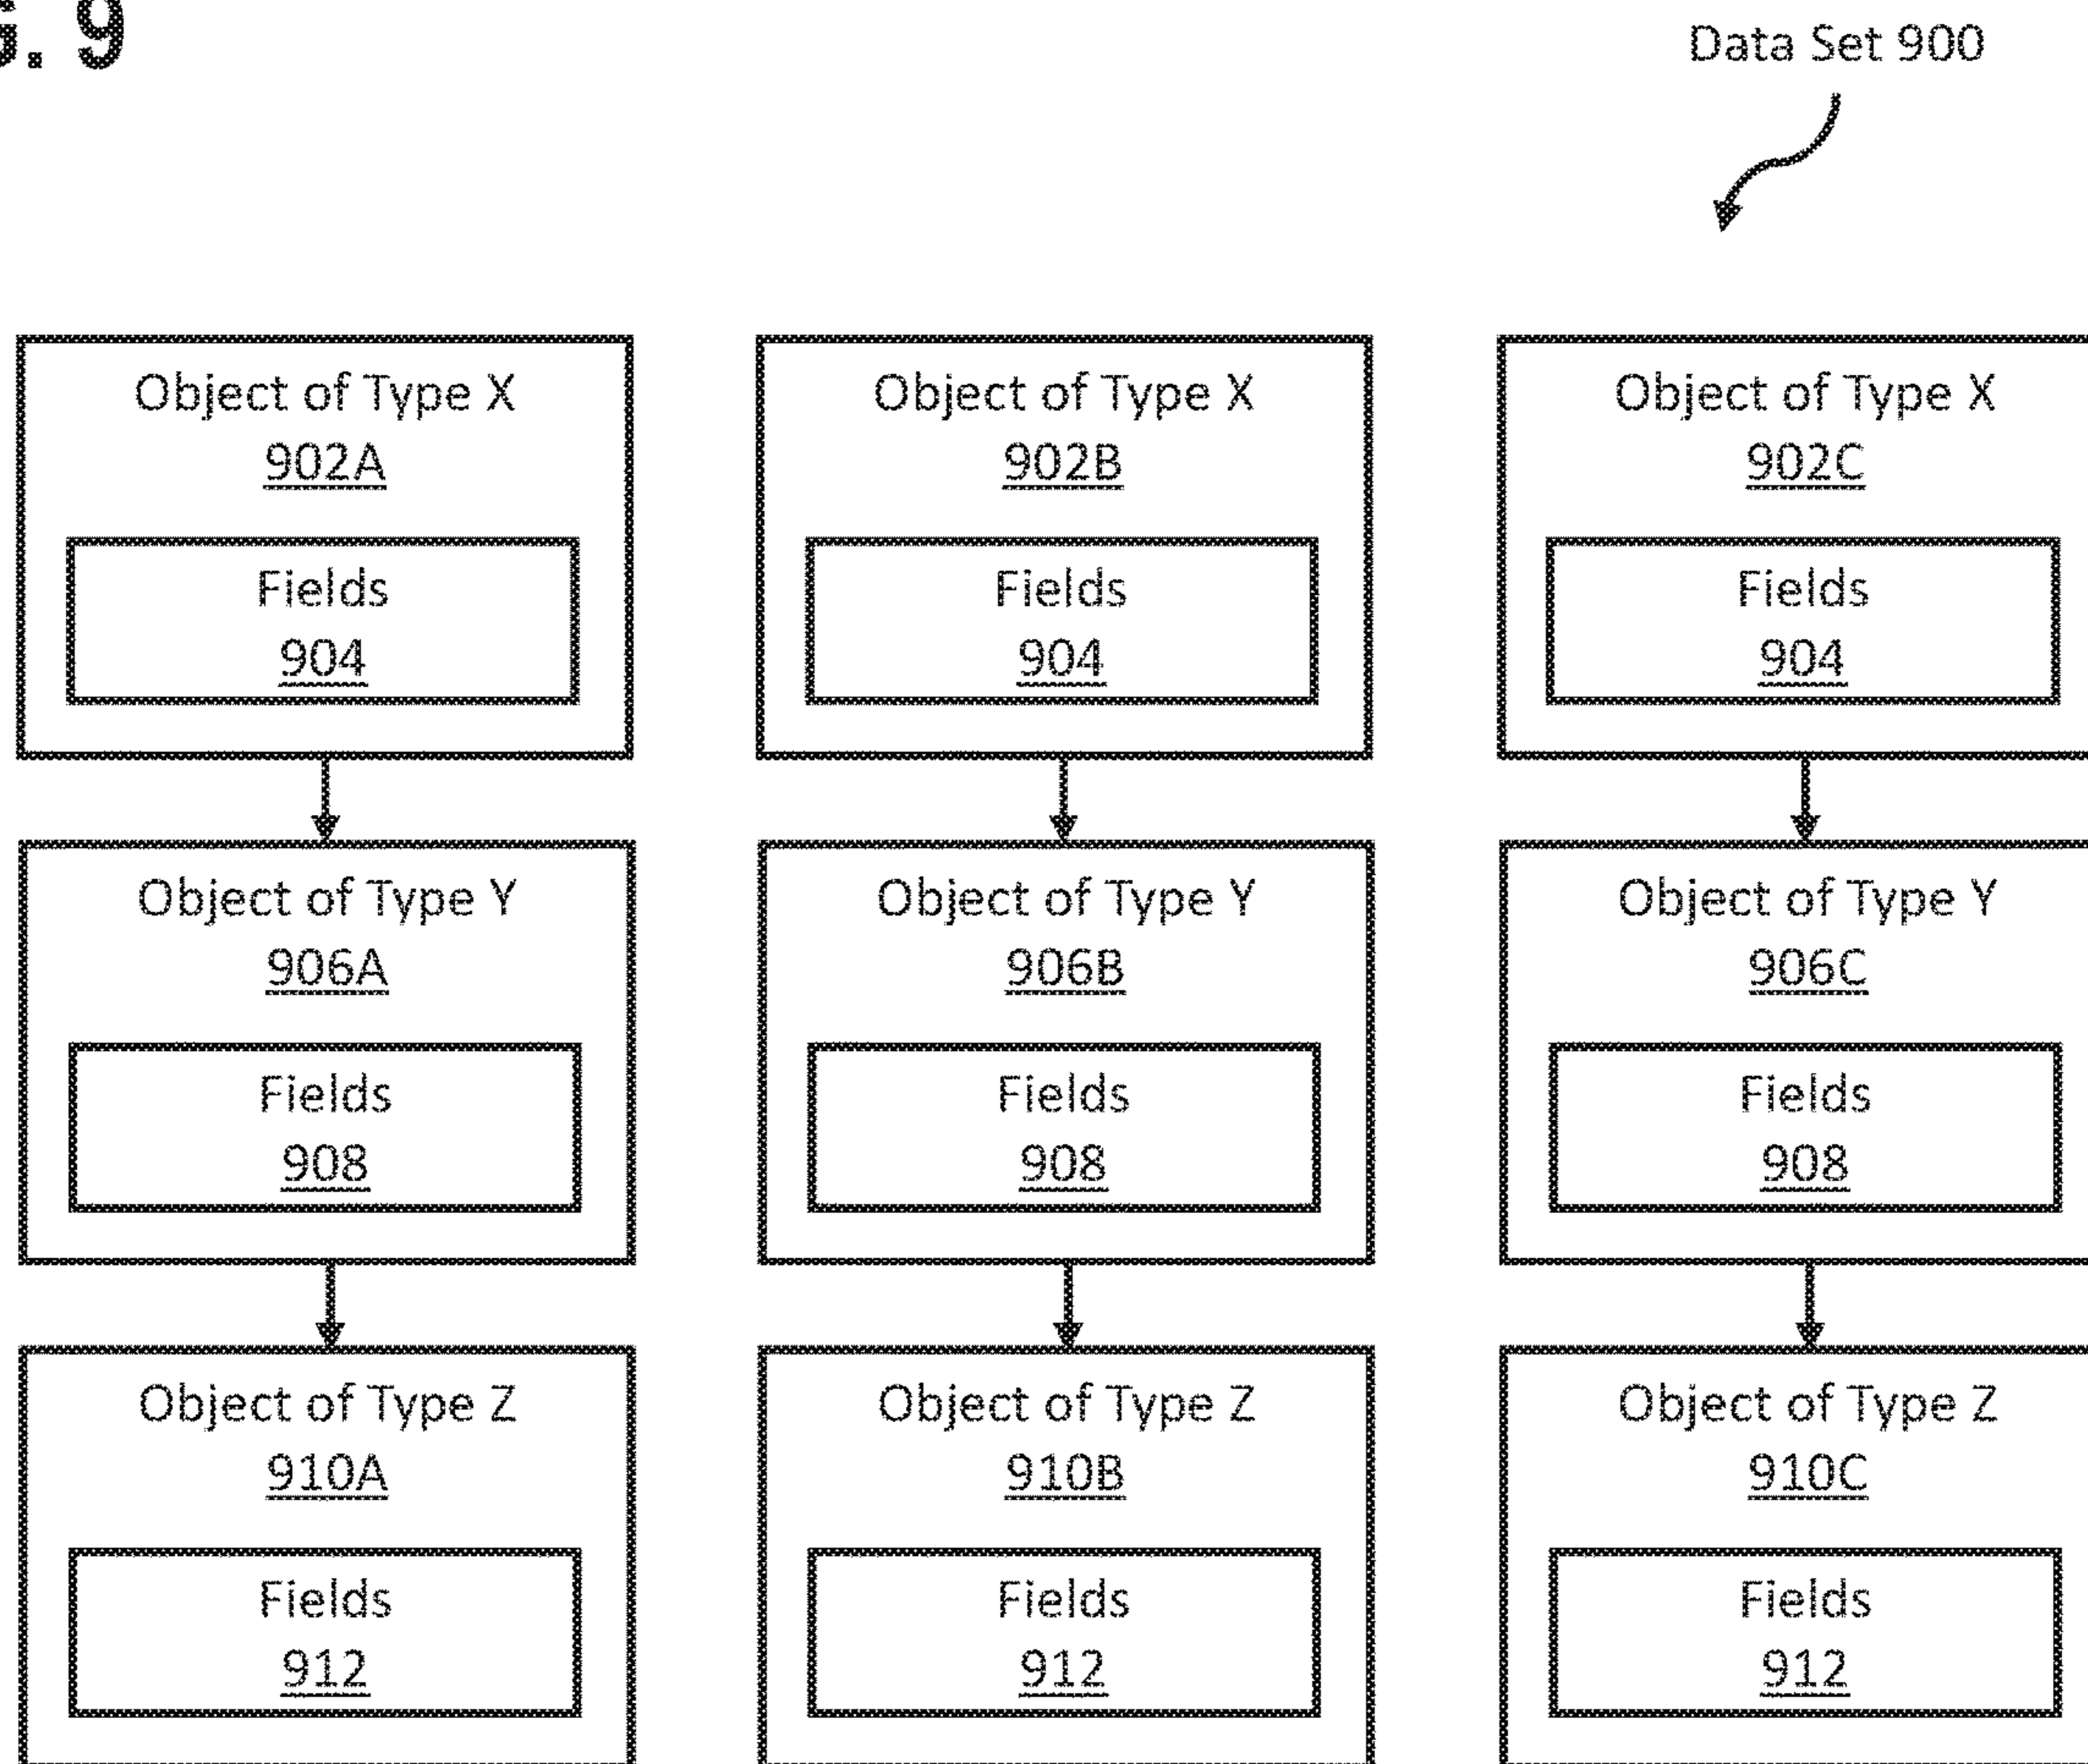 G. 9
Data Set 900
Object of Type X
902A
Fields
904
Object of Type X
902B
Fields
904
Object of Type X
902C
Fields
904
Object of Type Y
906A
Fields
908
Object of Type Y
906B
Fields
908
Object of Type Y
906C
Fields
908
Object of Type Z
910A
Fields
912
Object of Type Z
910B
Fields
912
Object of Type Z
910C
Fields
912